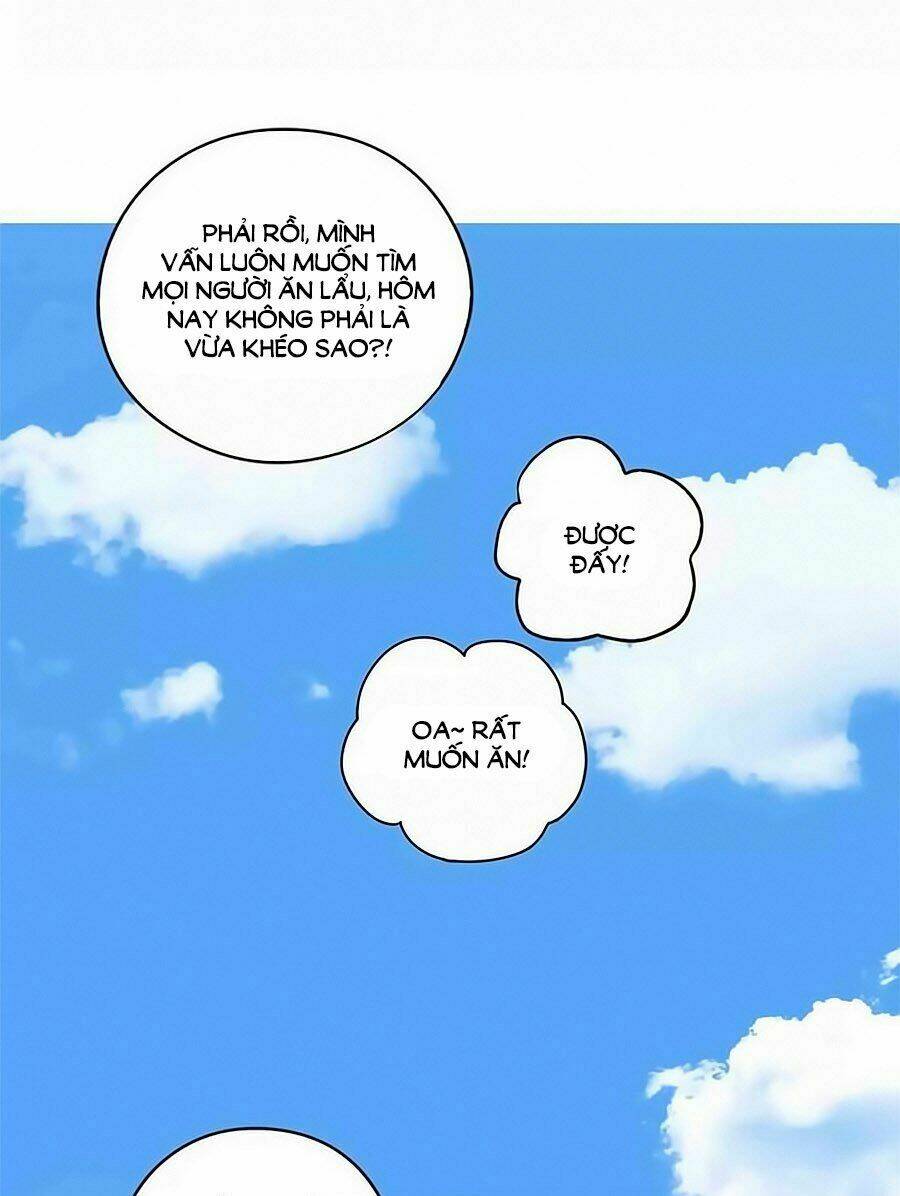 PHẢI RỒI, MÌNH
VẪN LUÔN MUỐN TÌM
MỌI NGƯỜI ĂN LẨU, HÔM
NAY KHÔNG PHẢI LÀ
VỪA KHÉO SAO?!
ĐƯỢC
ĐẤY!
OA~ RẤT
MUỐN ĂN!